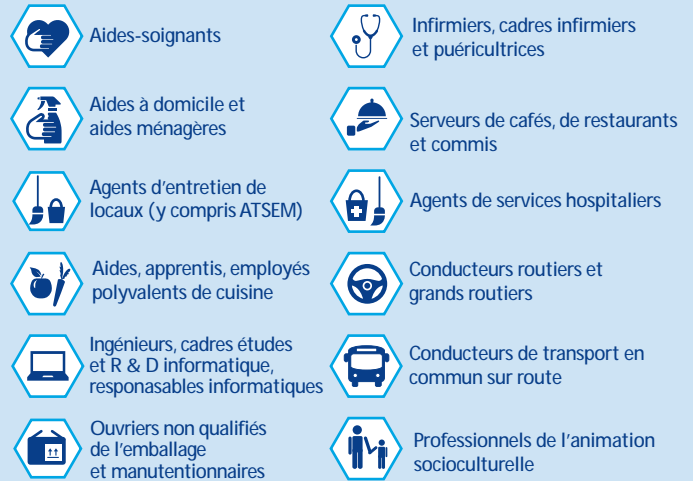 Aides-soignants
Infirmiers, cadres infirmiers
et puéricultrices
Aides à domicile et
aides ménagères
Serveurs de cafés, de restaurants
et commis
Agents d'entretien de
locaux (y compris ATSEM)
Agents de services hospitaliers
Aides, apprentis, employés
polyvalents de cuisine
Conducteurs routiers et
grands routiers
Ingénieurs, cadres études
et R & D informatique,
responasables informatiques
Conducteurs de transport en
commun sur route
Ouvriers non qualifiés
de l'emballage
et manutentionnaires
Professionnels de l'animation
socioculturelle